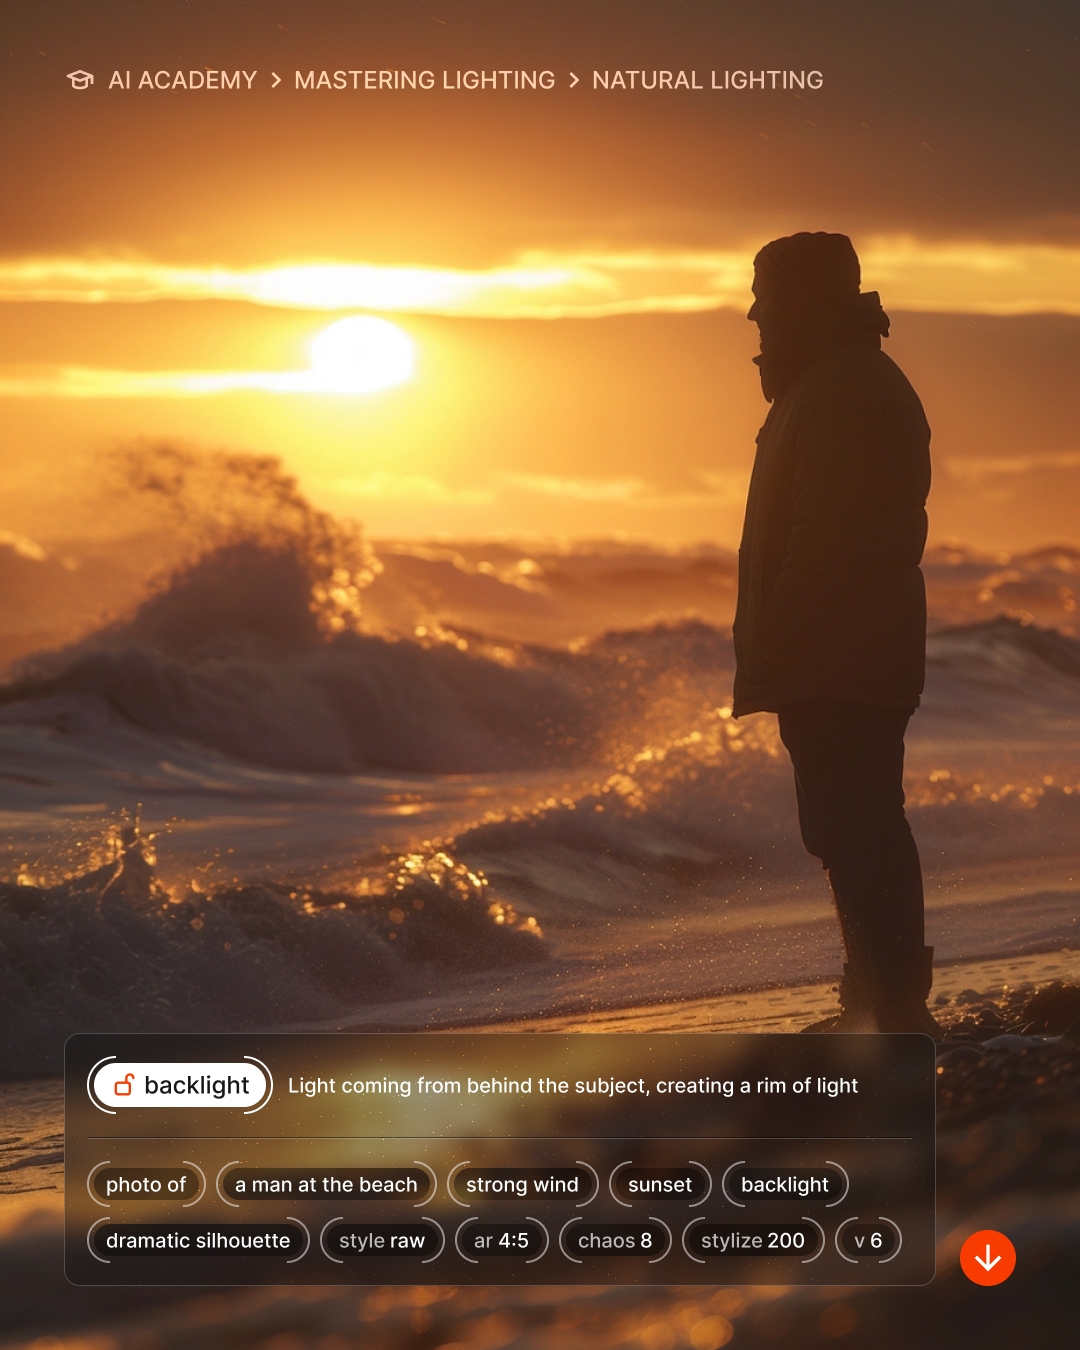 AI ACADEMY > MASTERING LIGHTING > NATURAL LIGHTING
backlight Light coming from behind the subject, creating a rim of light
photo of a man at the beach strong wind sunset backlight
dramatic silhouette style raw ar 4:5 chaos 8 stylize 200 v 6